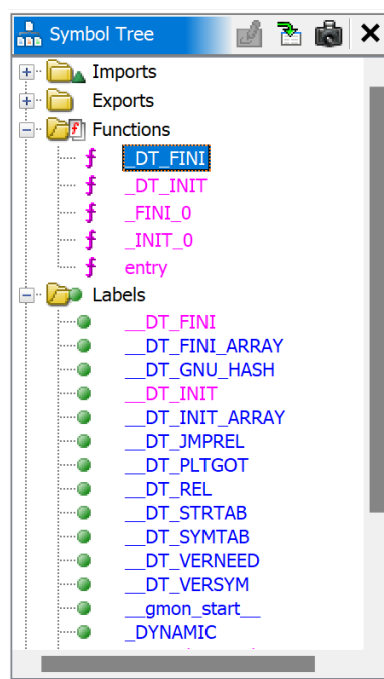 Symbol Tree
Imports
Exports
Functions
_DT_FINI
_DT_INIT
_FINI_0
_INIT_0
entry
Labels
__DT_FINI
__DT_FINI_ARRAY
__DT_GNU_HASH
__DT_INIT
__DT_INIT_ARRAY
__DT_JMPREL
__DT_PLTGOT
__DT_REL
__DT_STRTAB
__DT_SYMTAB
__DT_VERNEED
__DT_VERSYM
__gmon_start__
_DYNAMIC